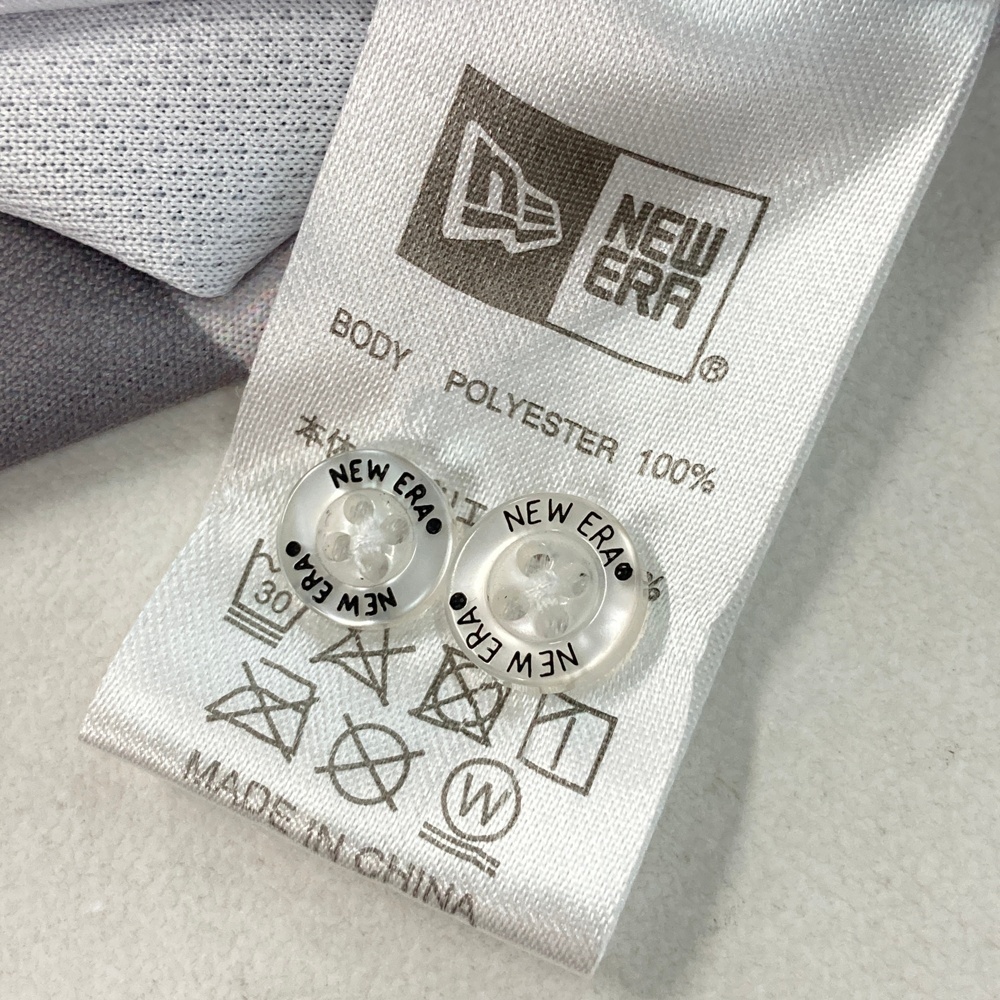 NEW
ERA
®
BODY POLYESTER 100%
本体
NEW ERA
NEW ERA
NEW ERA
NEW ERA
%
30
W
MADE IN CHINA